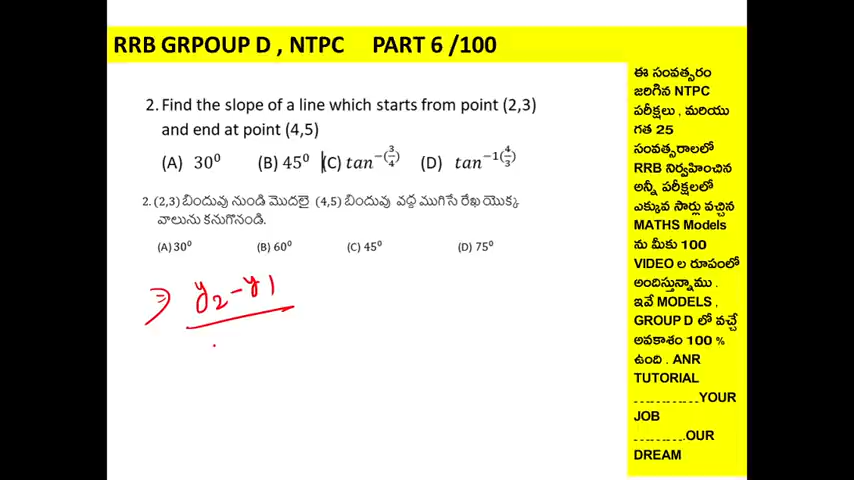 RRB GRPOUP D , NTPC PART 6 /100
2. Find the slope of a line which starts from point (2,3)
and end at point (4,5)
(A) 30⁰ (B) 45⁰ (C) tan^{-(3/4)} (D) tan^{-1(4/3)}
2. (2,3) బిందువు నుండి మొదలై (4,5) బిందువు వద్ద ముగిసే రేఖ యొక్క
వాలును కనుగొనండి.
(A) 30⁰ (B) 60⁰ (C) 45⁰ (D) 75⁰
⇒ y2 - y1
ఈ సంవత్సరం
జరిగిన NTPC
పరీక్షలు , మరియు
గత 25
సంవత్సరాలలో
RRB నిర్వహించిన
అన్నీ పరీక్షలలో
ఎక్కువ సార్లు వచ్చిన
MATHS Models
ను మీకు 100
VIDEO ల రూపంలో
అందిస్తున్నాము .
ఇవే MODELS ,
GROUP D లో వచ్చే
అవకాశం 100 %
ఉంది . ANR
TUTORIAL
............YOUR
JOB
.........OUR
DREAM